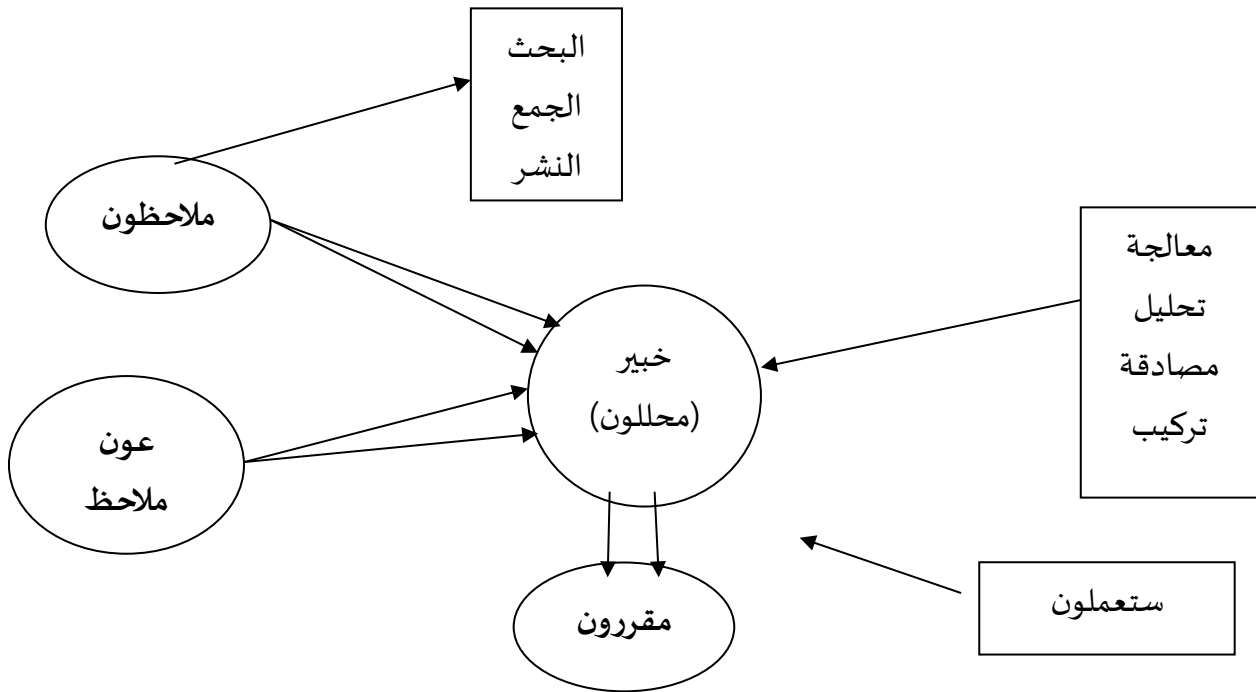 البحث
الجمع
النشر
ملاحظون
معالجة
تحليل
مصادقة
تركيب
خبير
(محللون)
عون
ملاحظ
مقررون
ستعملون